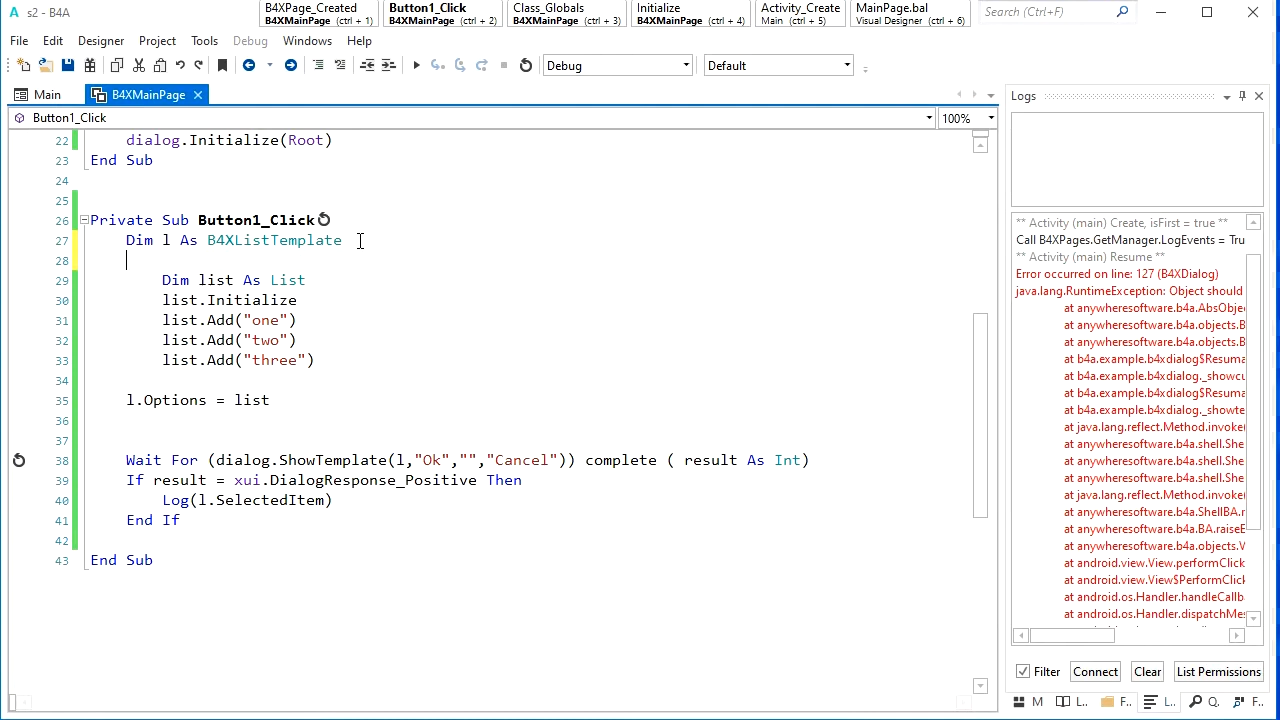 s2 - B4A
B4XPage_Created
B4XMainPage (ctrl + 1)
Button1_Click
B4XMainPage (ctrl + 2)
Class_Globals
B4XMainPage (ctrl + 3)
Initialize
B4XMainPage (ctrl + 4)
Activity_Create
Main (ctrl + 5)
MainPage.bal
Visual Designer (ctrl + 6)
Search (Ctrl+F)
File Edit Designer Project Tools Debug Windows Help
Debug
Default
Main
B4XMainPage
Button1_Click
100%
22 dialog.Initialize(Root)
23 End Sub
24
25
26 Private Sub Button1_Click
27 Dim l As B4XListTemplate
28
29 Dim list As List
30 list.Initialize
31 list.Add("one")
32 list.Add("two")
33 list.Add("three")
34
35 l.Options = list
36
37
38 Wait For (dialog.ShowTemplate(l,"Ok","","Cancel")) complete ( result As Int)
39 If result = xui.DialogResponse_Positive Then
40 Log(l.SelectedItem)
41 End If
42
43 End Sub
Logs
** Activity (main) Create, isFirst = true **
Call B4XPages.GetManager.LogEvents = Tru
** Activity (main) Resume **
Error occurred on line: 127 (B4XDialog)
java.lang.RuntimeException: Object should
at anywheresoftware.b4a.AbsObje
at anywheresoftware.b4a.objects.B
at anywheresoftware.b4a.objects.B
at b4a.example.b4xdialog$Resuma
at b4a.example.b4xdialog._showcu
at b4a.example.b4xdialog$Resuma
at b4a.example.b4xdialog._showte
at java.lang.reflect.Method.invoke(
at anywheresoftware.b4a.shell.She
at anywheresoftware.b4a.shell.She
at anywheresoftware.b4a.shell.She
at java.lang.reflect.Method.invoke(
at anywheresoftware.b4a.ShellBA.r
at anywheresoftware.b4a.BA.raiseE
at anywheresoftware.b4a.objects.V
at android.view.View.performClick
at android.view.View$PerformClick
at android.os.Handler.handleCallb
at android.os.Handler.dispatchMes
Filter Connect Clear List Permissions
M L.. F.. L.. Q. F..